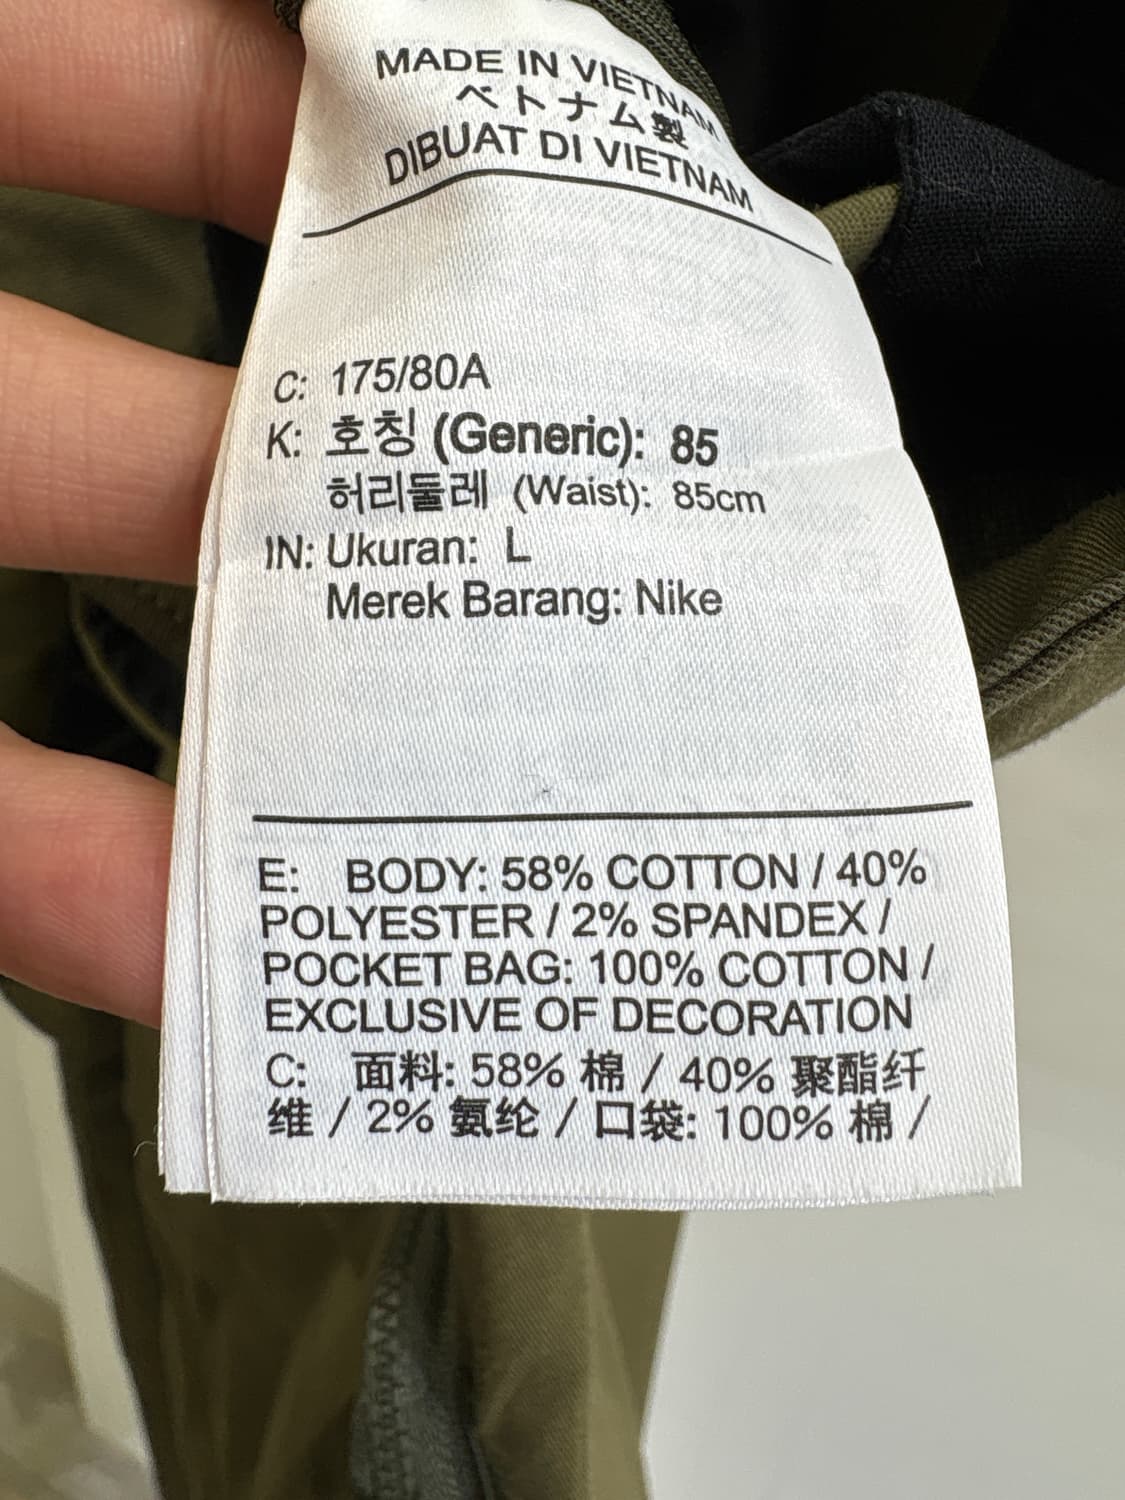 MADE IN VIETNAM
ベトナム製
DIBUAT DI VIETNAM
C: 175/80A
K: 호칭 (Generic): 85
허리둘레 (Waist): 85cm
IN: Ukuran: L
Merek Barang: Nike
E: BODY: 58% COTTON / 40%
POLYESTER / 2% SPANDEX /
POCKET BAG: 100% COTTON /
EXCLUSIVE OF DECORATION
C: 面料: 58% 棉 / 40% 聚酯纤
维 / 2% 氨纶 / 口袋: 100% 棉 /